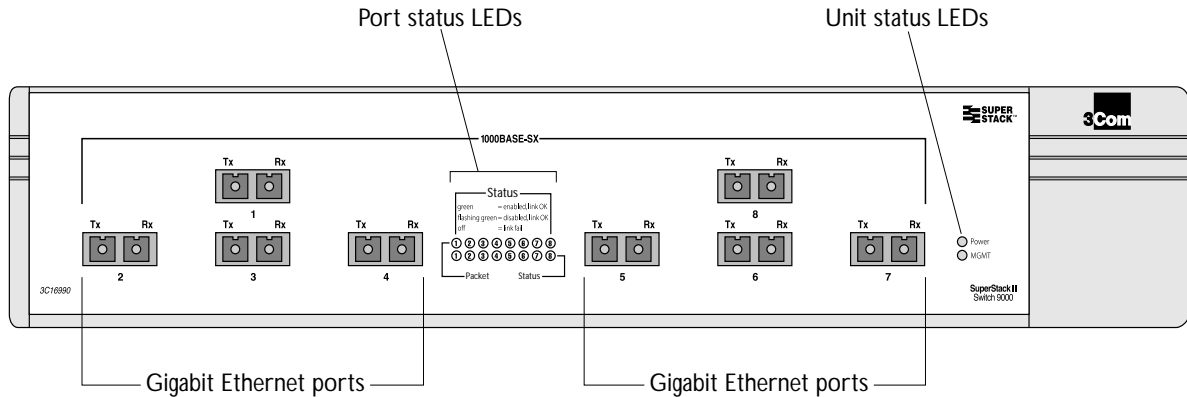 Port status LEDs
Unit status LEDs
SUPER
STACK™
3Com
1000BASE-SX
Tx Rx
1
Tx Rx
8
Status
green = enabled, link OK
flashing green = disabled, link OK
off = link fail
Tx Rx
2
Tx Rx
3
Tx Rx
4
1 2 3 4 5 6 7 8
1 2 3 4 5 6 7 8
Packet Status
Tx Rx
5
Tx Rx
6
Tx Rx
7
Power
MGMT
3C16990
SuperStack II
Switch 9000
Gigabit Ethernet ports
Gigabit Ethernet ports